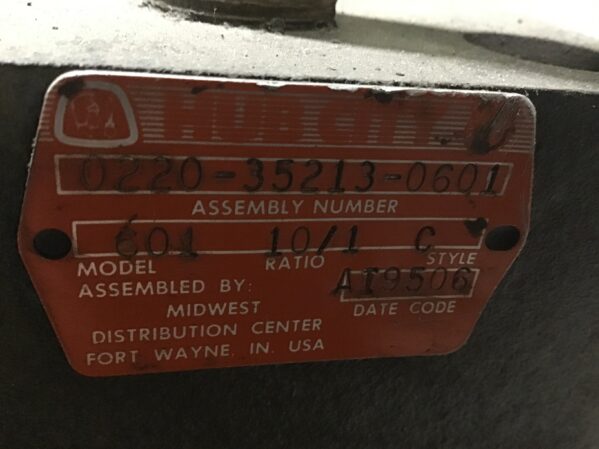 HUB CITY
0220-35213-0601
ASSEMBLY NUMBER
601 10/1 C
MODEL RATIO STYLE
ASSEMBLED BY: AI9506
MIDWEST DATE CODE
DISTRIBUTION CENTER
FORT WAYNE, IN. USA